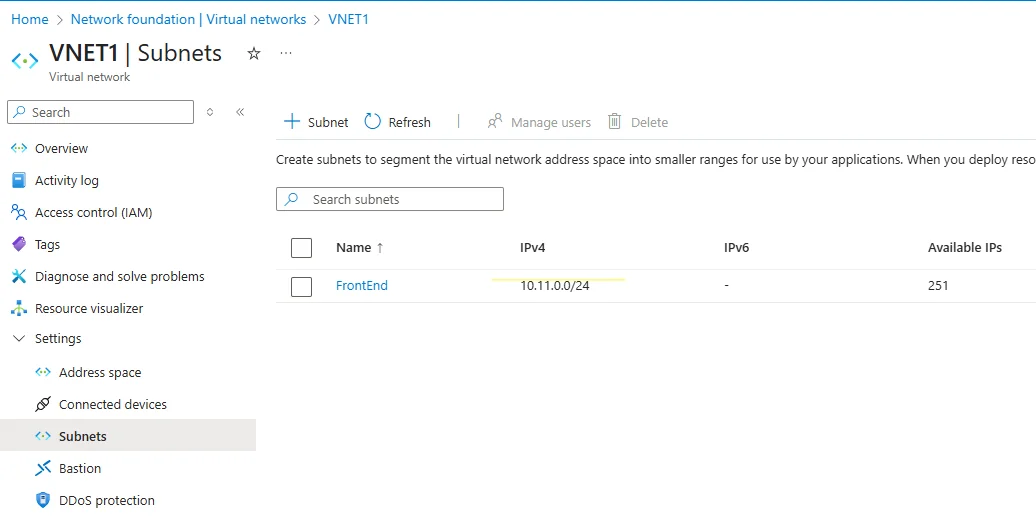 Home > Network foundation | Virtual networks > VNET1
VNET1 | Subnets ☆ ...
Virtual network
Search
Overview
Activity log
Access control (IAM)
Tags
Diagnose and solve problems
Resource visualizer
Settings
Address space
Connected devices
Subnets
Bastion
DDoS protection
+ Subnet Refresh | Manage users Delete
Create subnets to segment the virtual network address space into smaller ranges for use by your applications. When you deploy reso
Search subnets
Name ↑ IPv4 IPv6 Available IPs
FrontEnd 10.11.0.0/24 - 251